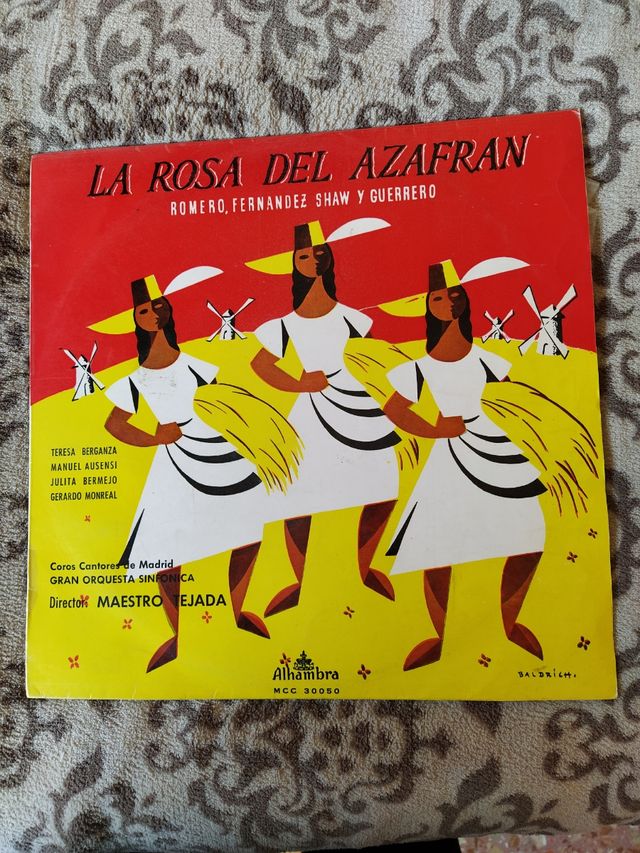 LA ROSA DEL AZAFRAN
ROMERO, FERNANDEZ SHAW Y GUERRERO
TERESA BERGANZA
MANUEL AUSENSI
JULITA BERMEJO
GERARDO MONREAL
Coros Cantores de Madrid
GRAN ORQUESTA SINFONICA
Director: MAESTRO TEJADA
Alhambra
MCC 30050
BALDRICH.